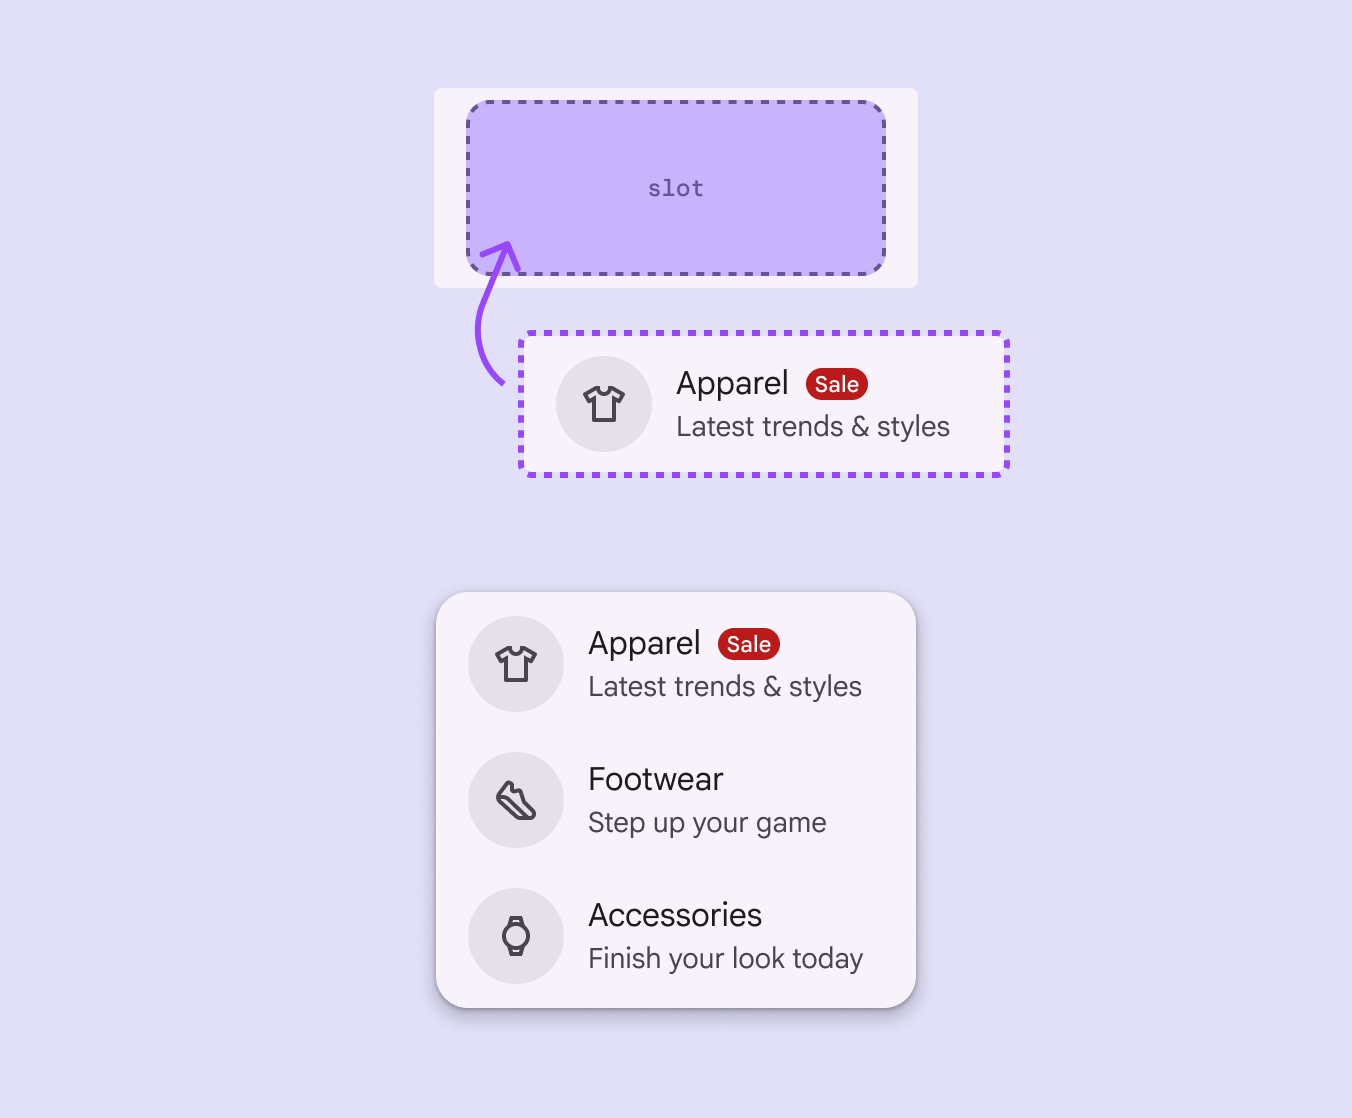 slot
Apparel Sale
Latest trends & styles
Apparel Sale
Latest trends & styles
Footwear
Step up your game
Accessories
Finish your look today